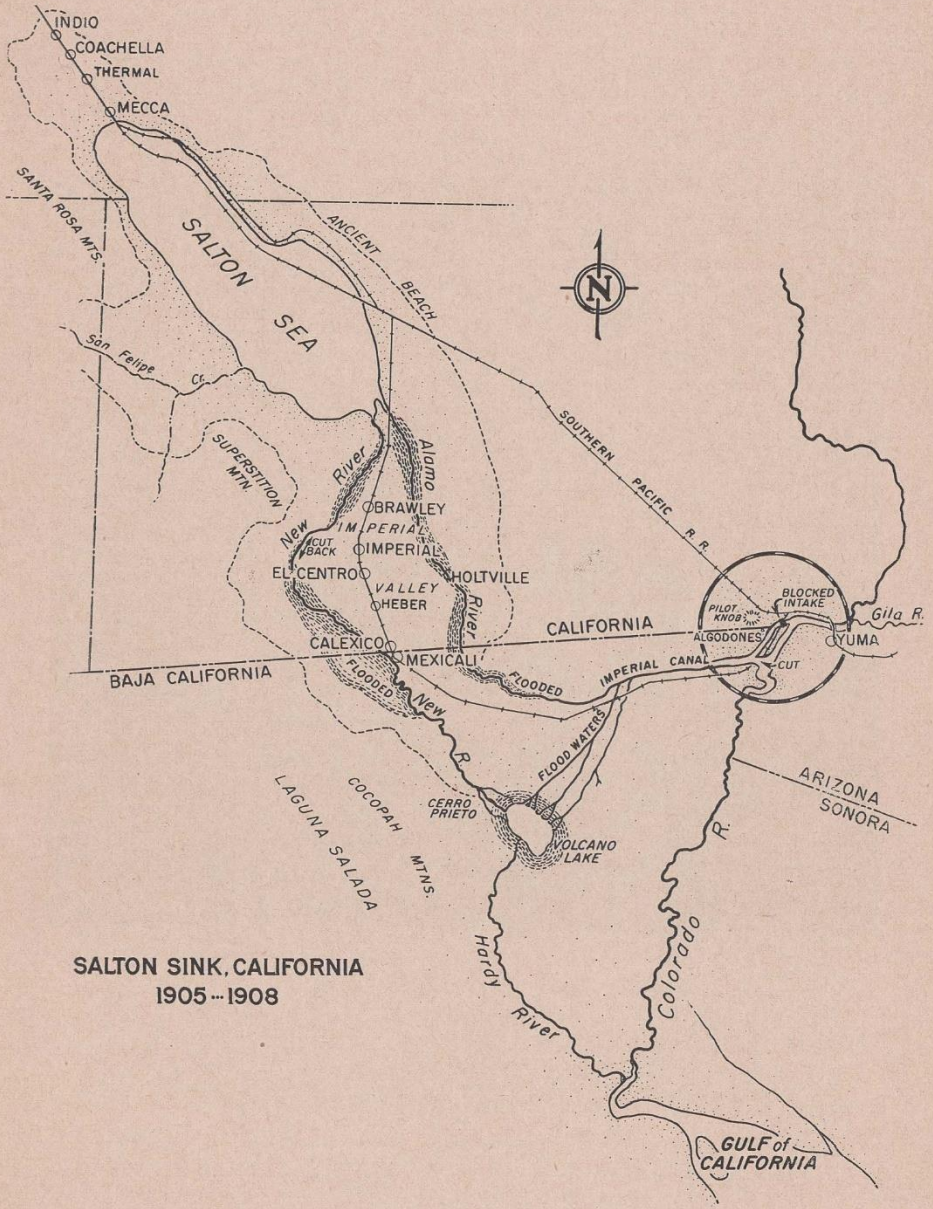 INDIO
COACHELLA
THERMAL
MECCA
SANTA ROSA MTS.
SALTON
SEA
ANCIENT
BEACH
N
San Felipe
Cr.
SUPERSTITION
MTN.
SOUTHERN
PACIFIC
R. R.
New
River
Alamo
River
BRAWLEY
IMPERIAL
CUT
BACK
IMPERIAL
EL CENTRO
VALLEY
HOLTVILLE
HEBER
PILOT
KNOB
BLOCKED
INTAKE
Gila R.
CALIFORNIA
ALGODONES
YUMA
CALEXICO
MEXICALI
BAJA CALIFORNIA
FLOODED
FLOODED
IMPERIAL CANAL
CUT
New
R.
FLOOD WATERS
ARIZONA
SONORA
R.
Colorado
CERRO
PRIETO
VOLCANO
LAKE
COCOPAH
MTNS.
LAGUNA SALADA
Hardy
River
SALTON SINK, CALIFORNIA
1905---1908
GULF of
CALIFORNIA